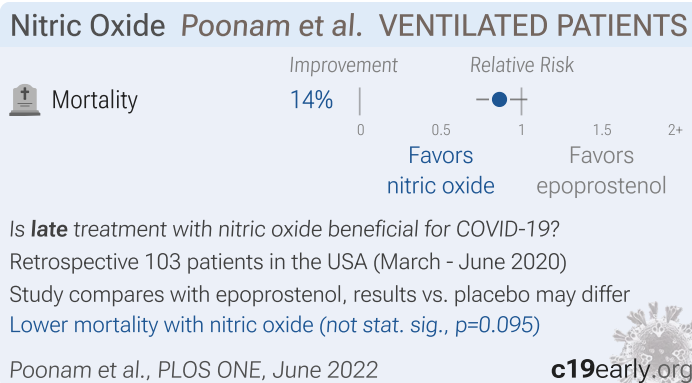 Nitric Oxide Poonam et al. VENTILATED PATIENTS
Improvement Relative Risk
Mortality 14%
0 0.5 1 1.5 2+
Favors Favors
nitric oxide epoprostenol
Is late treatment with nitric oxide beneficial for COVID-19?
Retrospective 103 patients in the USA (March - June 2020)
Study compares with epoprostenol, results vs. placebo may differ
Lower mortality with nitric oxide (not stat. sig., p=0.095)
Poonam et al., PLOS ONE, June 2022 c19early.org